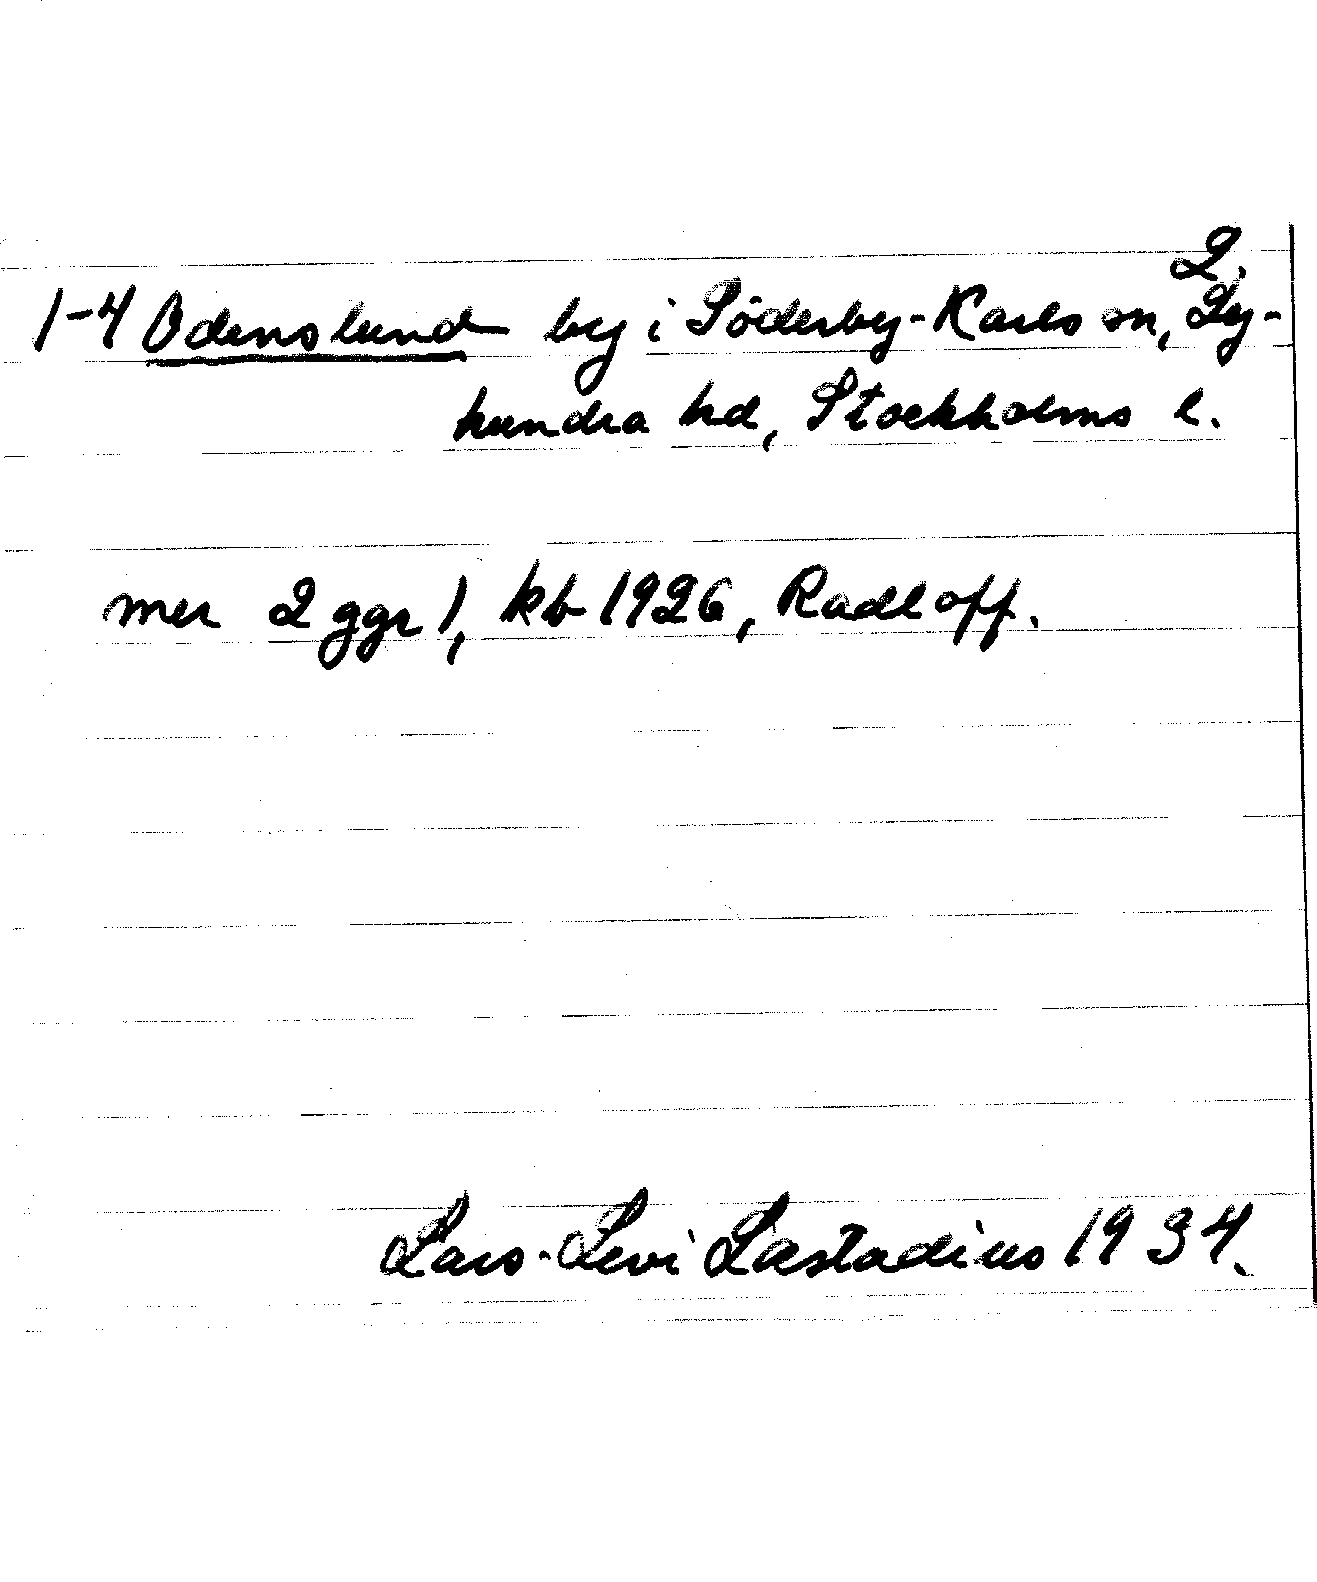 2.
1-4 Odenslund by i Söderby-Karls sn, Ly-
hundra hd, Stockholms l.
mer 2 ggr), kb 1926, Radloff.
Lars-Levi Læstadius 1934.